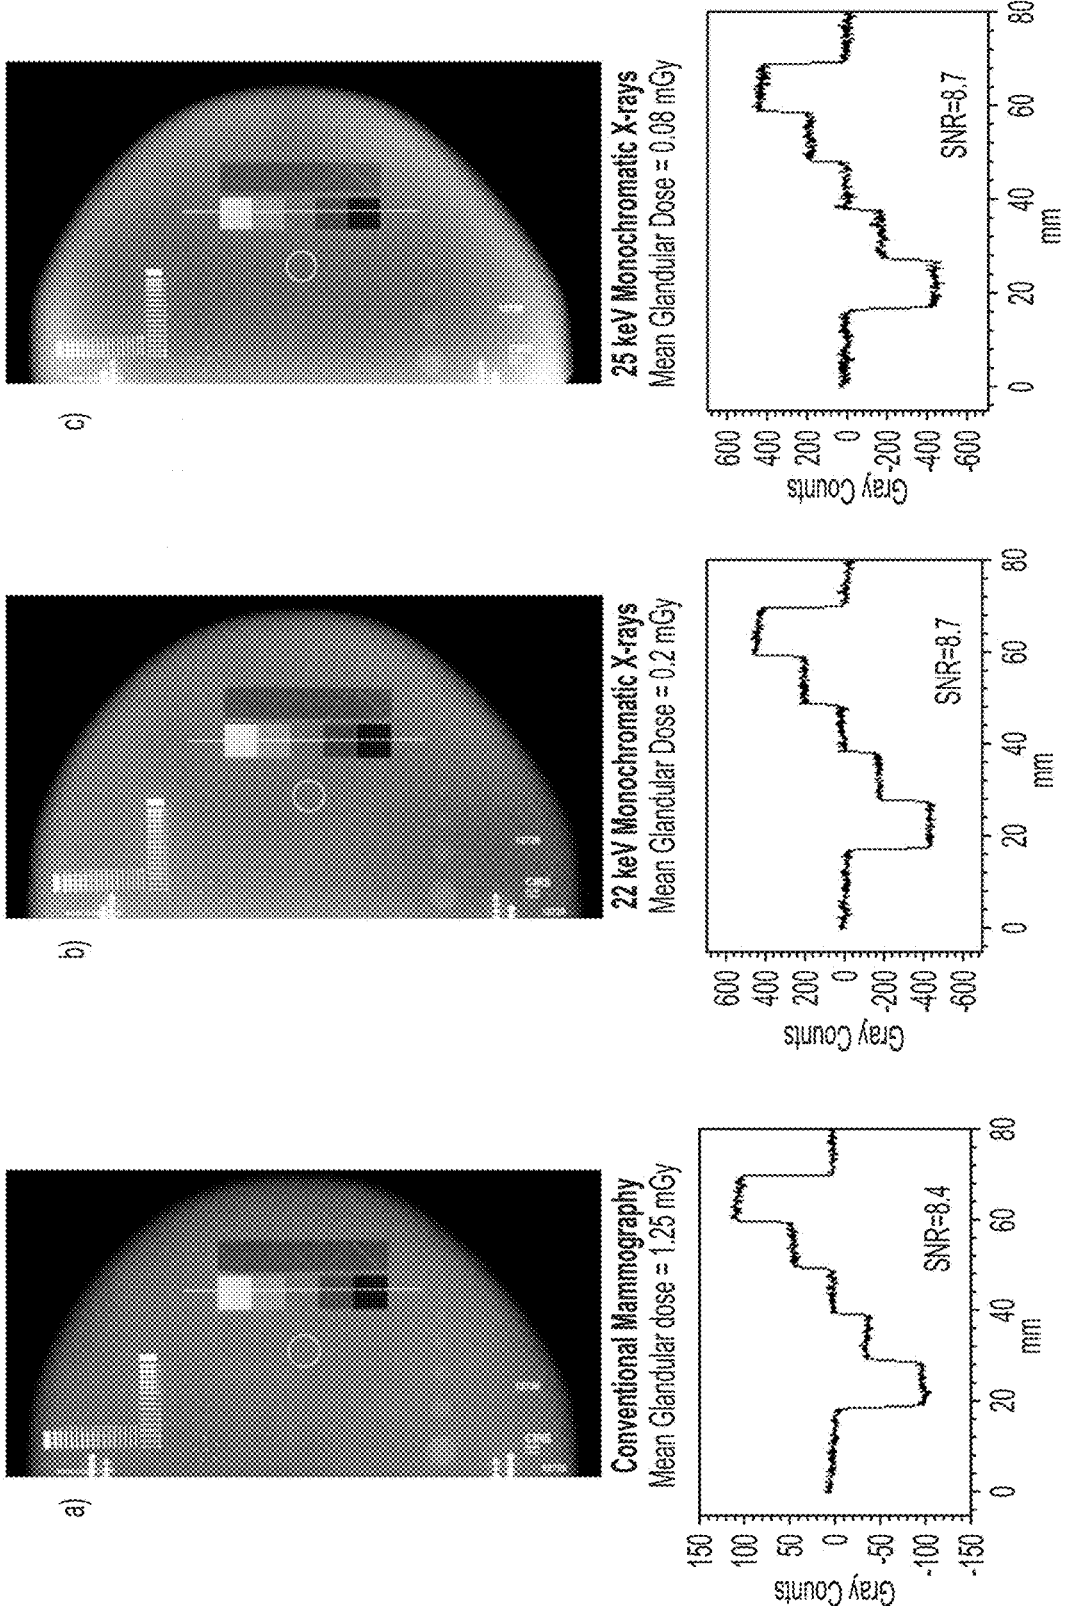 a)
Conventional Mammography
Mean Glandular dose = 1.25 mGy
Gray Counts
150
100
50
0
-50
-100
-150
SNR=8.4
0 20 40 60 80
mm
b)
22 keV Monochromatic X-rays
Mean Glandular Dose = 0.2 mGy
Gray Counts
600
400
200
0
-200
-400
-600
SNR=8.7
0 20 40 60 80
mm
c)
25 keV Monochromatic X-rays
Mean Glandular Dose = 0.08 mGy
Gray Counts
600
400
200
0
-200
-400
-600
SNR=8.7
0 20 40 60 80
mm